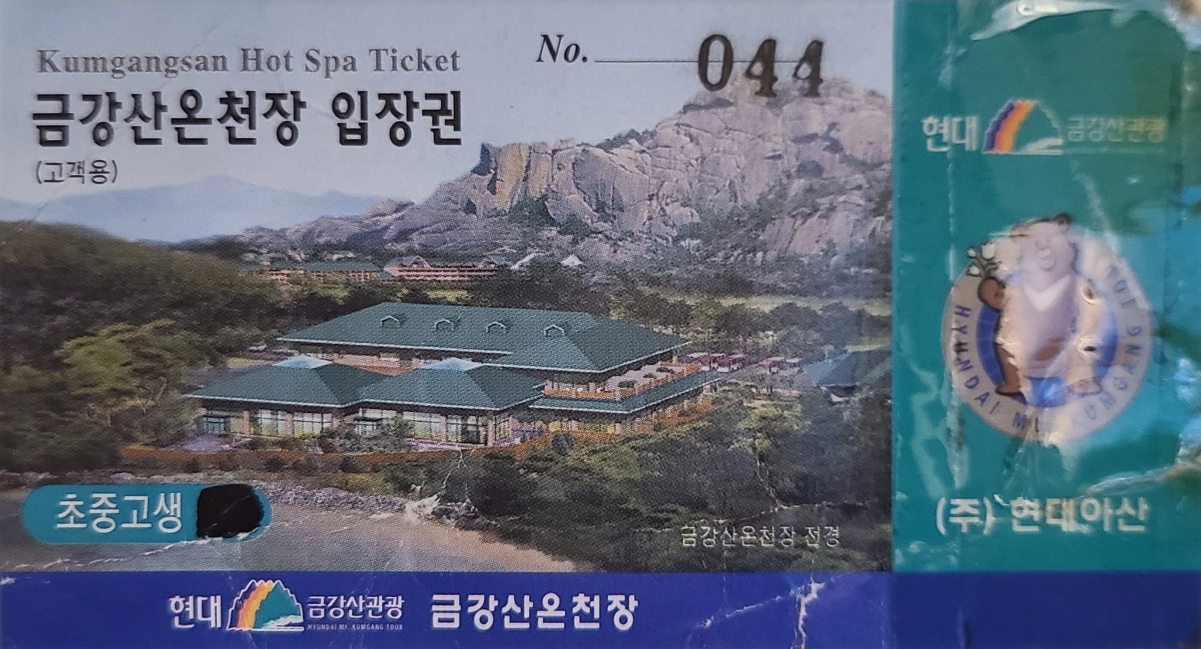 Kumgangsan Hot Spa Ticket
No. 044
금강산온천장 입장권
(고객용)
초중고생
금강산온천장 전경
현대 금강산관광
HYUNDAI Mt. KUMGANG TOUR
금강산온천장
현대 금강산관광
HYUNDAI
(주) 현대아산